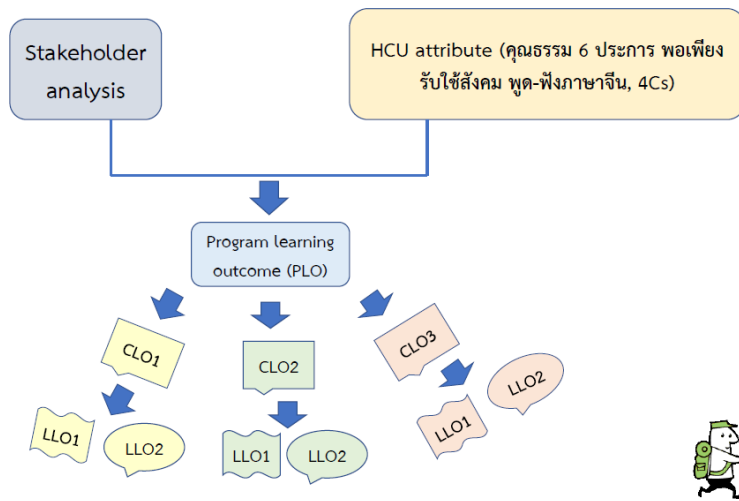 Stakeholder
analysis
HCU attribute (คุณธรรม 6 ประการ พอเพียง
รับใช้สังคม พูด-ฟังภาษาจีน, 4Cs)
Program learning
outcome (PLO)
CLO1
CLO2
CLO3
LLO1
LLO2
LLO1
LLO2
LLO1
LLO2